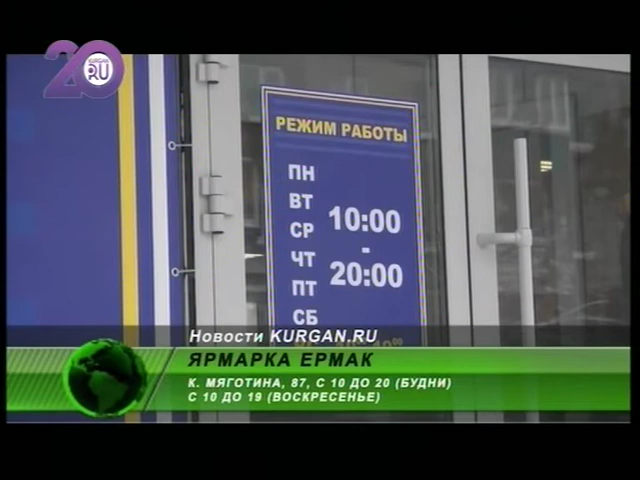 20
KURGAN
RU
РЕЖИМ РАБОТЫ
ПН
ВТ
СР
ЧТ
ПТ
СБ
10:00
-
20:00
Новости KURGAN.RU
ЯРМАРКА ЕРМАК
К. МЯГОТИНА, 87, С 10 ДО 20 (БУДНИ)
С 10 ДО 19 (ВОСКРЕСЕНЬЕ)